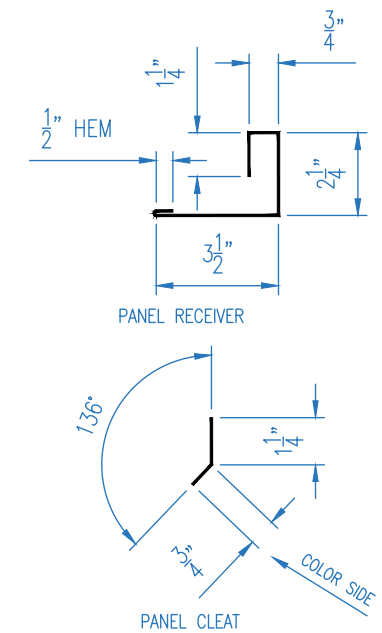 3/4"
1 1/4"
1/2" HEM
2 1/4"
3 1/2"
PANEL RECEIVER
136°
1 1/4"
3/4"
COLOR SIDE
PANEL CLEAT